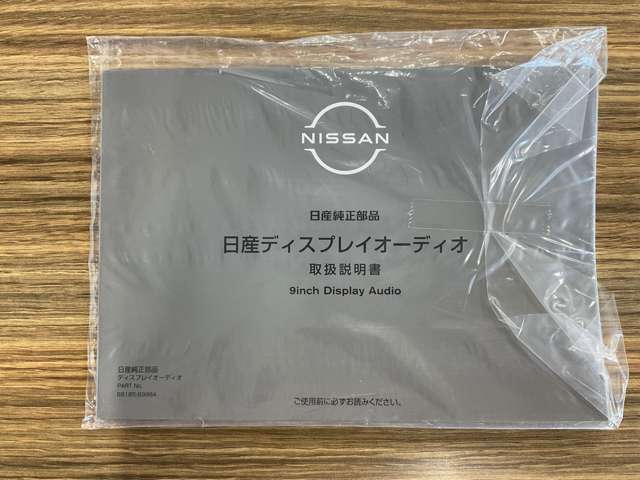 NISSAN
日産純正部品
日産ディスプレイオーディオ
取扱説明書
9inch Display Audio
日産純正部品
ディスプレイオーディオ
PART No.
ご使用前に必ずお読みください。